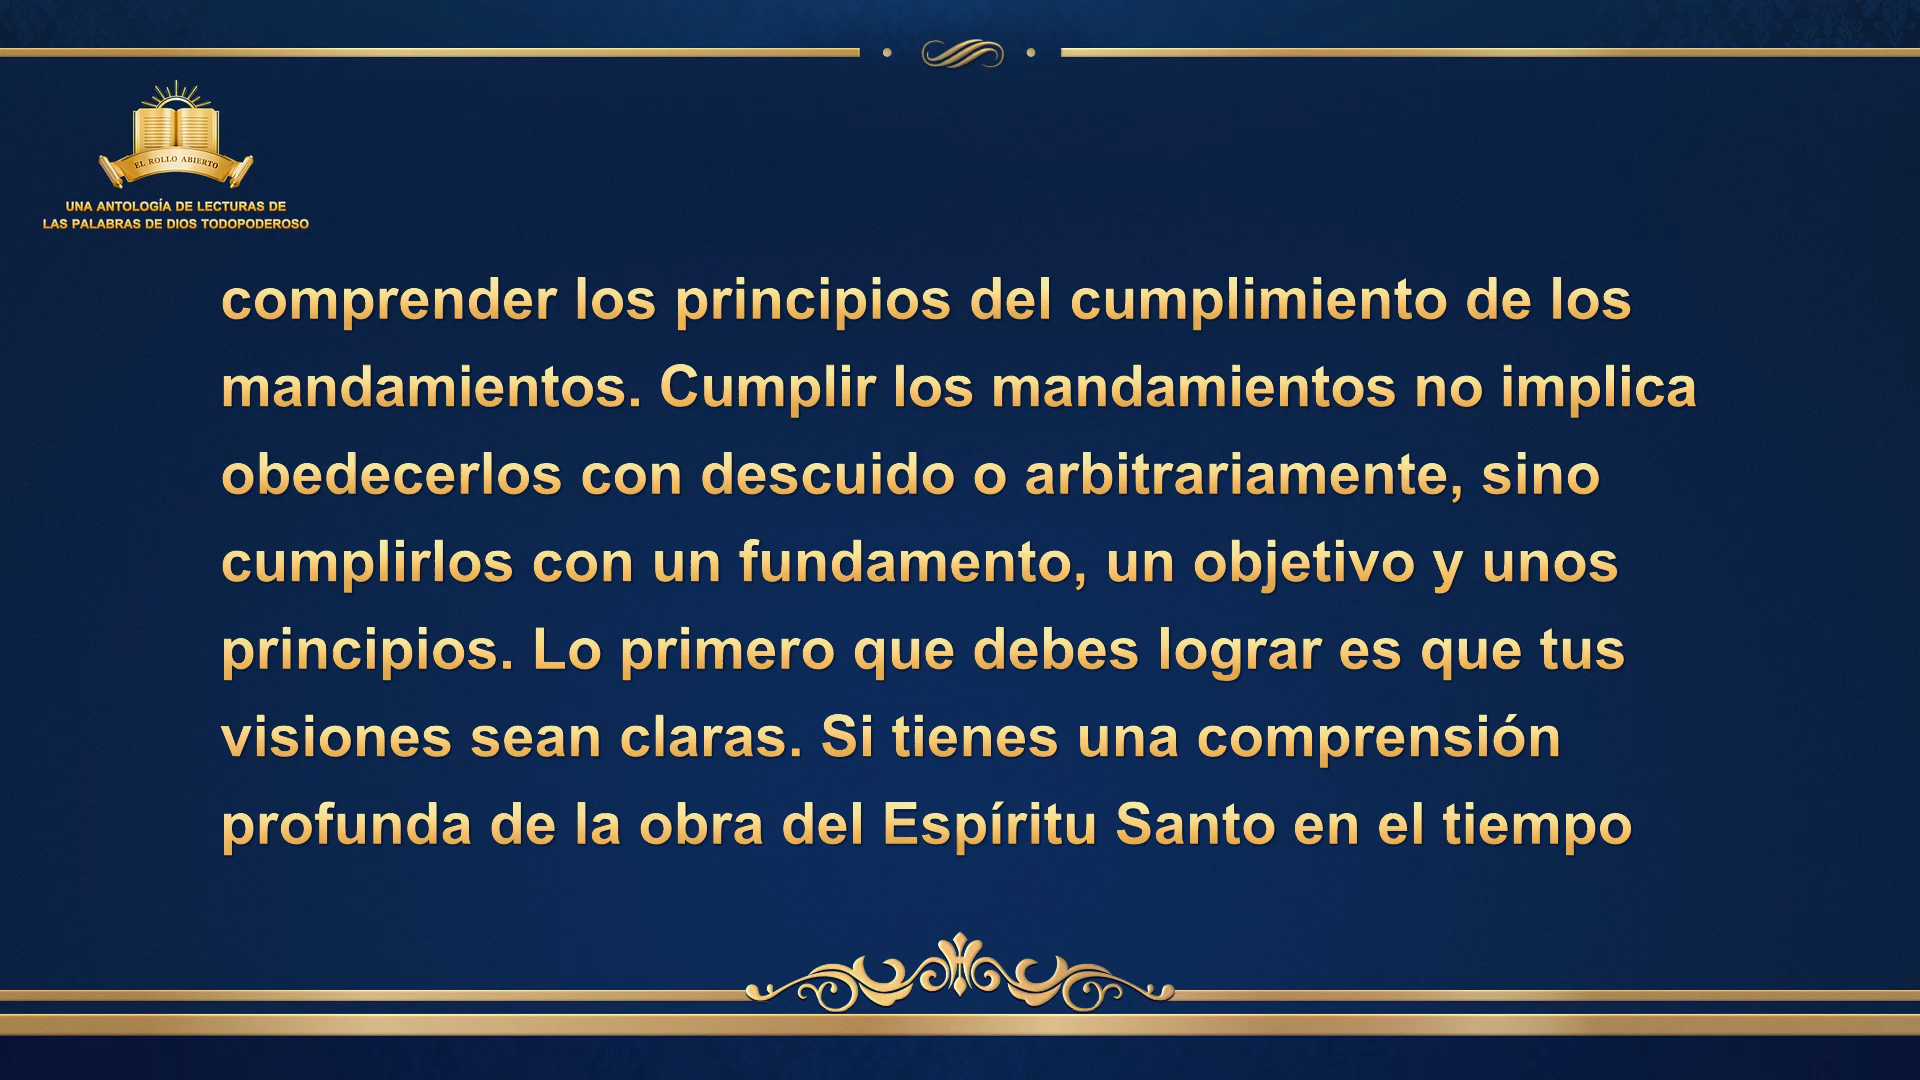 EL ROLLO ABIERTO
UNA ANTOLOGÍA DE LECTURAS DE
LAS PALABRAS DE DIOS TODOPODEROSO
comprender los principios del cumplimiento de los
mandamientos. Cumplir los mandamientos no implica
obedecerlos con descuido o arbitrariamente, sino
cumplirlos con un fundamento, un objetivo y unos
principios. Lo primero que debes lograr es que tus
visiones sean claras. Si tienes una comprensión
profunda de la obra del Espíritu Santo en el tiempo